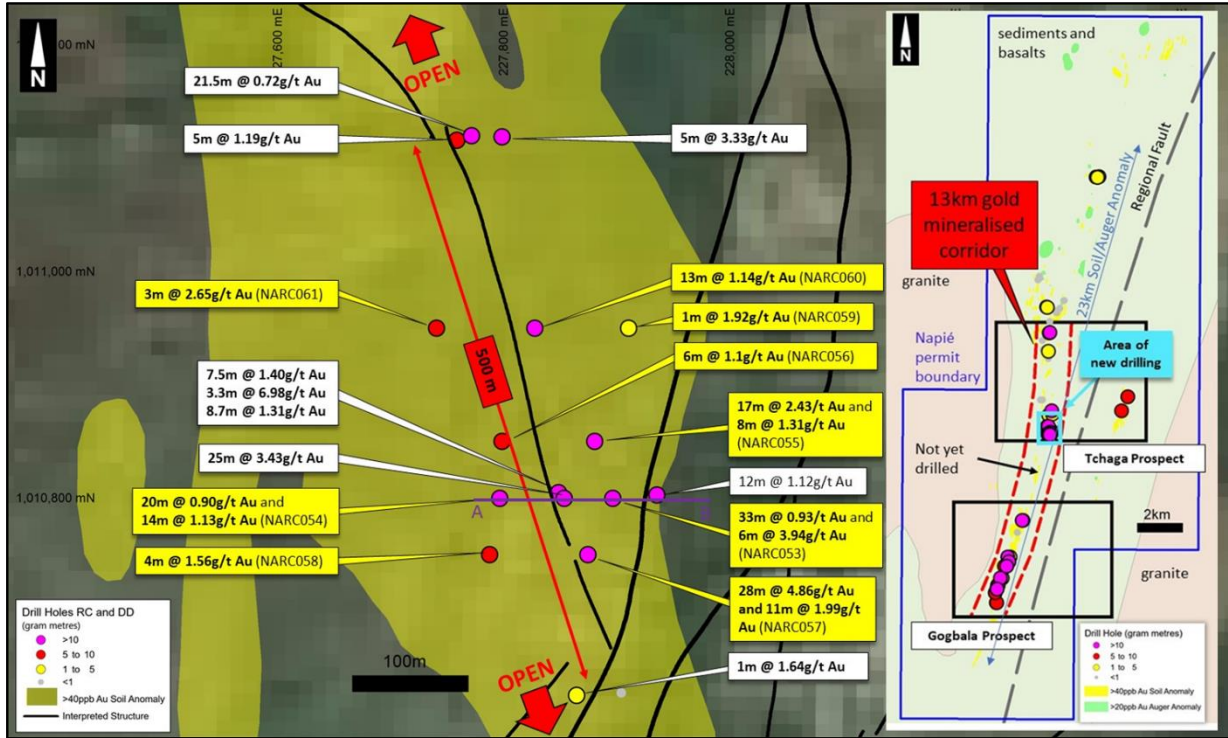 N
OPEN
27,600 mE
227,800 mE
228,000 mE
21.5m @ 0.72g/t Au
5m @ 1.19g/t Au
5m @ 3.33g/t Au
1,011,000 mN
3m @ 2.65g/t Au (NARC061)
13m @ 1.14g/t Au (NARC060)
1m @ 1.92g/t Au (NARC059)
500 m
6m @ 1.1g/t Au (NARC056)
7.5m @ 1.40g/t Au
3.3m @ 6.98g/t Au
8.7m @ 1.31g/t Au
17m @ 2.43/t Au and
8m @ 1.31g/t Au
(NARC055)
25m @ 3.43g/t Au
12m @ 1.12g/t Au
1,010,800 mN
A
20m @ 0.90g/t Au and
14m @ 1.13g/t Au (NARC054)
33m @ 0.93/t Au and
6m @ 3.94g/t Au
(NARC053)
4m @ 1.56g/t Au (NARC058)
28m @ 4.86g/t Au
and 11m @ 1.99g/t
Au (NARC057)
1m @ 1.64g/t Au
OPEN
100m
Drill Holes RC and DD
(gram metres)
>10
5 to 10
1 to 5
<1
>40ppb Au Soil Anomaly
Interpreted Structure
N
sediments and
basalts
Regional Fault
23km Soil/Auger Anomaly
13km gold
mineralised
corridor
granite
Napié
permit
boundary
Area of
new drilling
Not yet
drilled
Tchaga Prospect
2km
granite
Gogbala Prospect
Drill Hole (gram metres)
>10
5 to 10
1 to 5
<1
>40ppb Au Soil Anomaly
>20ppb Au Auger Anomaly